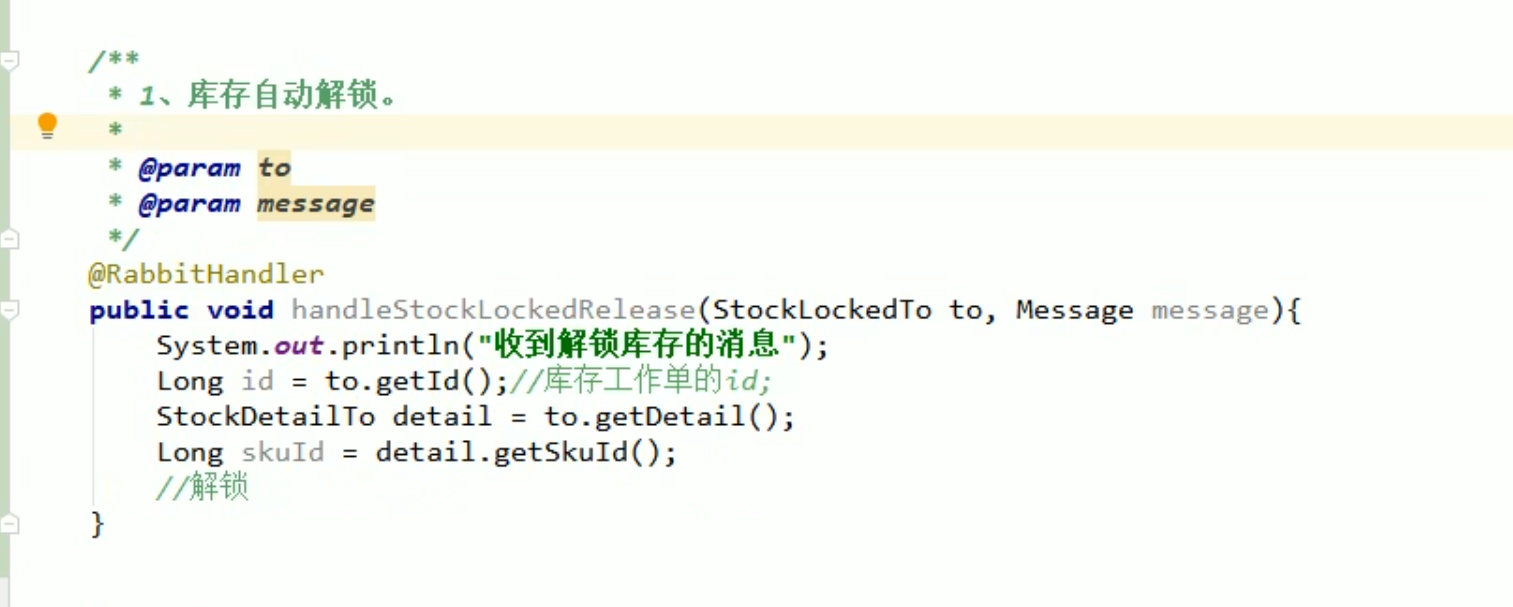 /**
* 1、库存自动解锁。
*
* @param to
* @param message
*/
@RabbitHandler
public void handleStockLockedRelease(StockLockedTo to, Message message){
System.out.println("收到解锁库存的消息");
Long id = to.getId();//库存工作单的id;
StockDetailTo detail = to.getDetail();
Long skuId = detail.getSkuId();
//解锁
}